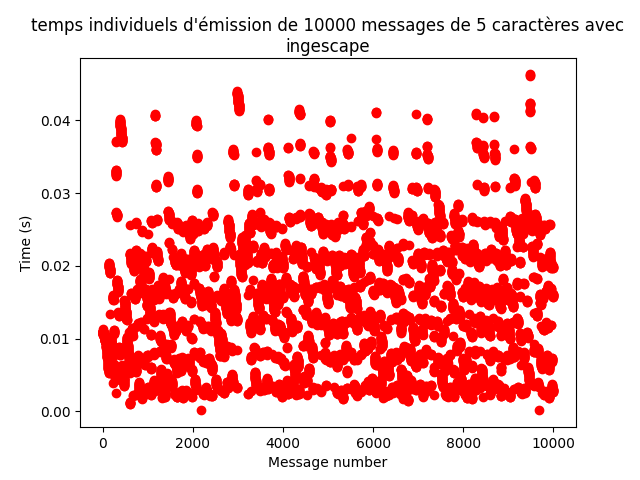 temps individuels d'émission de 10000 messages de 5 caractères avec
ingescape
Time (s)
0.04
0.03
0.02
0.01
0.00
0
2000
4000
6000
8000
10000
Message number